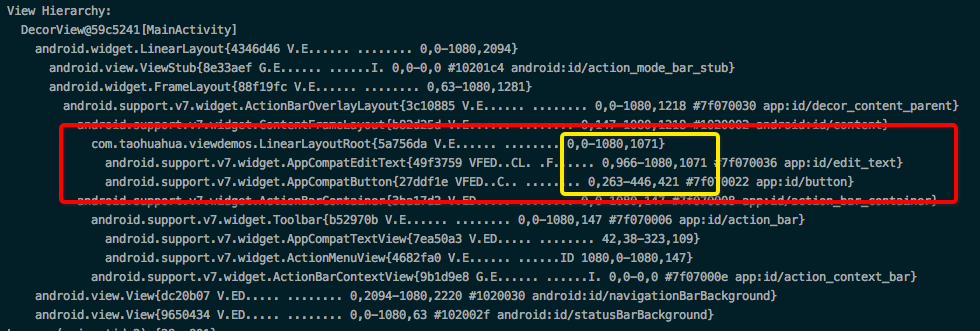 View Hierarchy:
DecorView@59c5241[MainActivity]
android.widget.LinearLayout{4346d46 V.E...... ........ 0,0-1080,2094}
android.view.ViewStub{8e33aef G.E...... ......I. 0,0-0,0 #10201c4 android:id/action_mode_bar_stub}
android.widget.FrameLayout{88f19fc V.E...... ........ 0,63-1080,1281}
android.support.v7.widget.ActionBarOverlayLayout{3c10885 V.E...... ........ 0,0-1080,1218 #7f070030 app:id/decor_content_parent}
android.support.v7.widget.ContentFrameLayout{b82d25d V.E...... ........ 0,147-1080,1218 #1020002 android:id/content}
com.taohuahua.viewdemos.LinearLayoutRoot{5a756da V.E...... ........ 0,0-1080,1071}
android.support.v7.widget.AppCompatEditText{49f3759 VFED..CL. .F...... 0,966-1080,1071 #7f070036 app:id/edit_text}
android.support.v7.widget.AppCompatButton{27ddf1e VFED..C.. ........ 0,263-446,421 #7f070022 app:id/button}
android.support.v7.widget.ActionBarContainer{3ba17d2 V.ED..... ........ 0,0-1080,147 #7f070008 app:id/action_bar_container}
android.support.v7.widget.Toolbar{b52970b V.E...... ........ 0,0-1080,147 #7f070006 app:id/action_bar}
android.support.v7.widget.AppCompatTextView{7ea50a3 V.ED..... ........ 42,38-323,109}
android.support.v7.widget.ActionMenuView{4682fa0 V.E...... ......ID 1080,0-1080,147}
android.support.v7.widget.ActionBarContextView{9b1d9e8 G.E...... ......I. 0,0-0,0 #7f07000e app:id/action_context_bar}
android.view.View{dc20b07 V.ED..... ........ 0,2094-1080,2220 #1020030 android:id/navigationBarBackground}
android.view.View{9650434 V.ED..... ........ 0,0-1080,63 #102002f android:id/statusBarBackground}